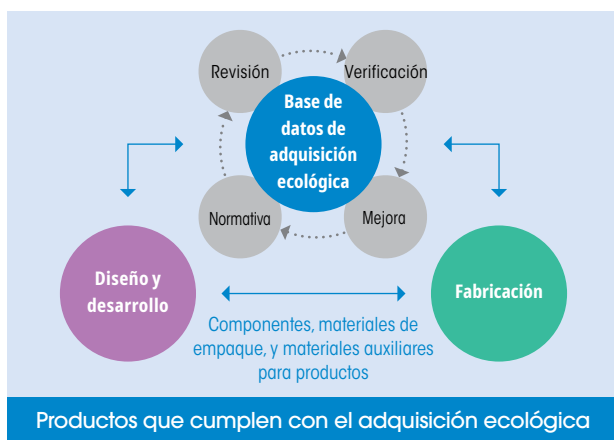 Revisión
Verificación
Base de
datos de
adquisición
ecológica
Normativa
Mejora
Diseño y
desarrollo
Fabricación
Componentes, materiales de
empaque, y materiales auxiliares
para productos
Productos que cumplen con el adquisición ecológica